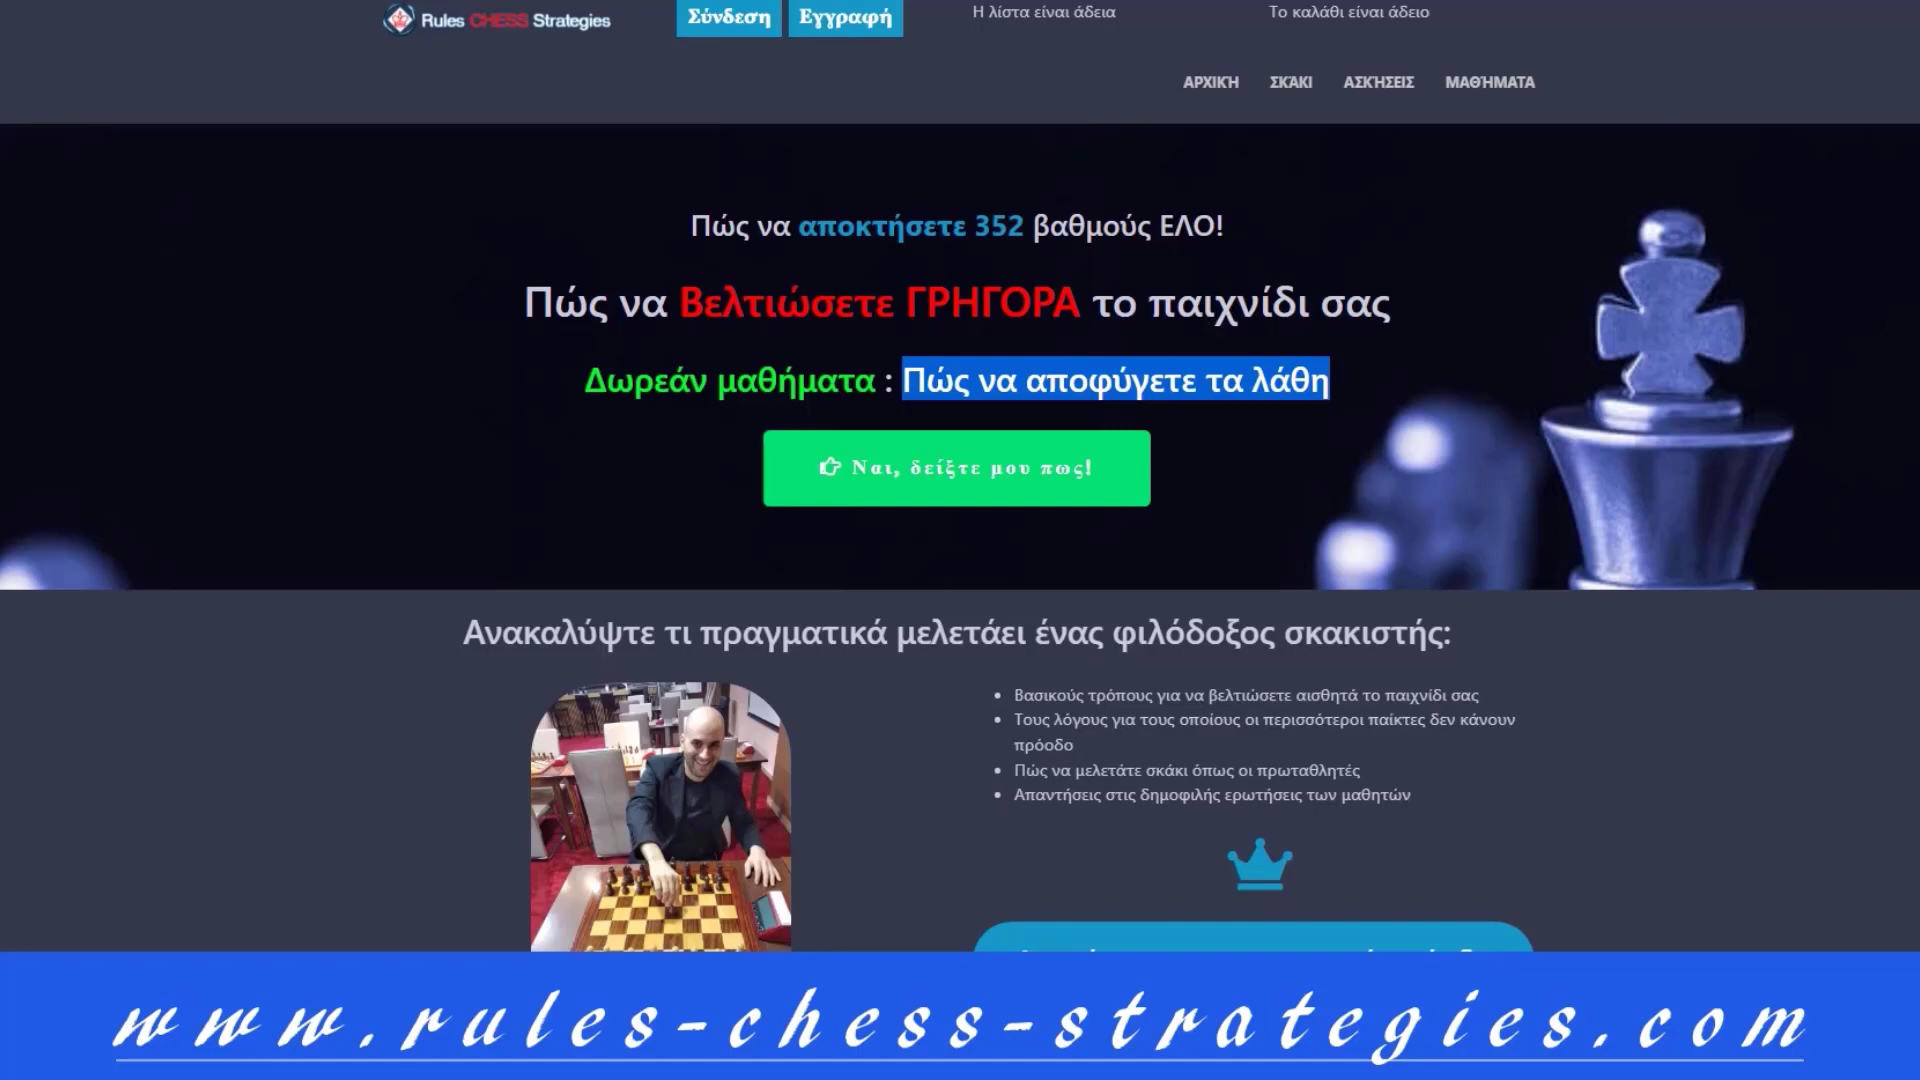 Rules CHESS Strategies
Σύνδεση
Εγγραφή
Η λίστα είναι άδεια
Το καλάθι είναι άδειο
ΑΡΧΙΚΉ
ΣΚΆΚΙ
ΑΣΚΉΣΕΙΣ
ΜΑΘΉΜΑΤΑ
Πώς να αποκτήσετε 352 βαθμούς ΕΛΟ!
Πώς να Βελτιώσετε ΓΡΗΓΟΡΑ το παιχνίδι σας
Δωρεάν μαθήματα : Πώς να αποφύγετε τα λάθη
Ναι, δείξτε μου πως!
Ανακαλύψτε τι πραγματικά μελετάει ένας φιλόδοξος σκακιστής:
Βασικούς τρόπους για να βελτιώσετε αισθητά το παιχνίδι σας
Τους λόγους για τους οποίους οι περισσότεροι παίκτες δεν κάνουν
πρόοδο
Πώς να μελετάτε σκάκι όπως οι πρωταθλητές
Απαντήσεις στις δημοφιλής ερωτήσεις των μαθητών
www.rules-chess-strategies.com